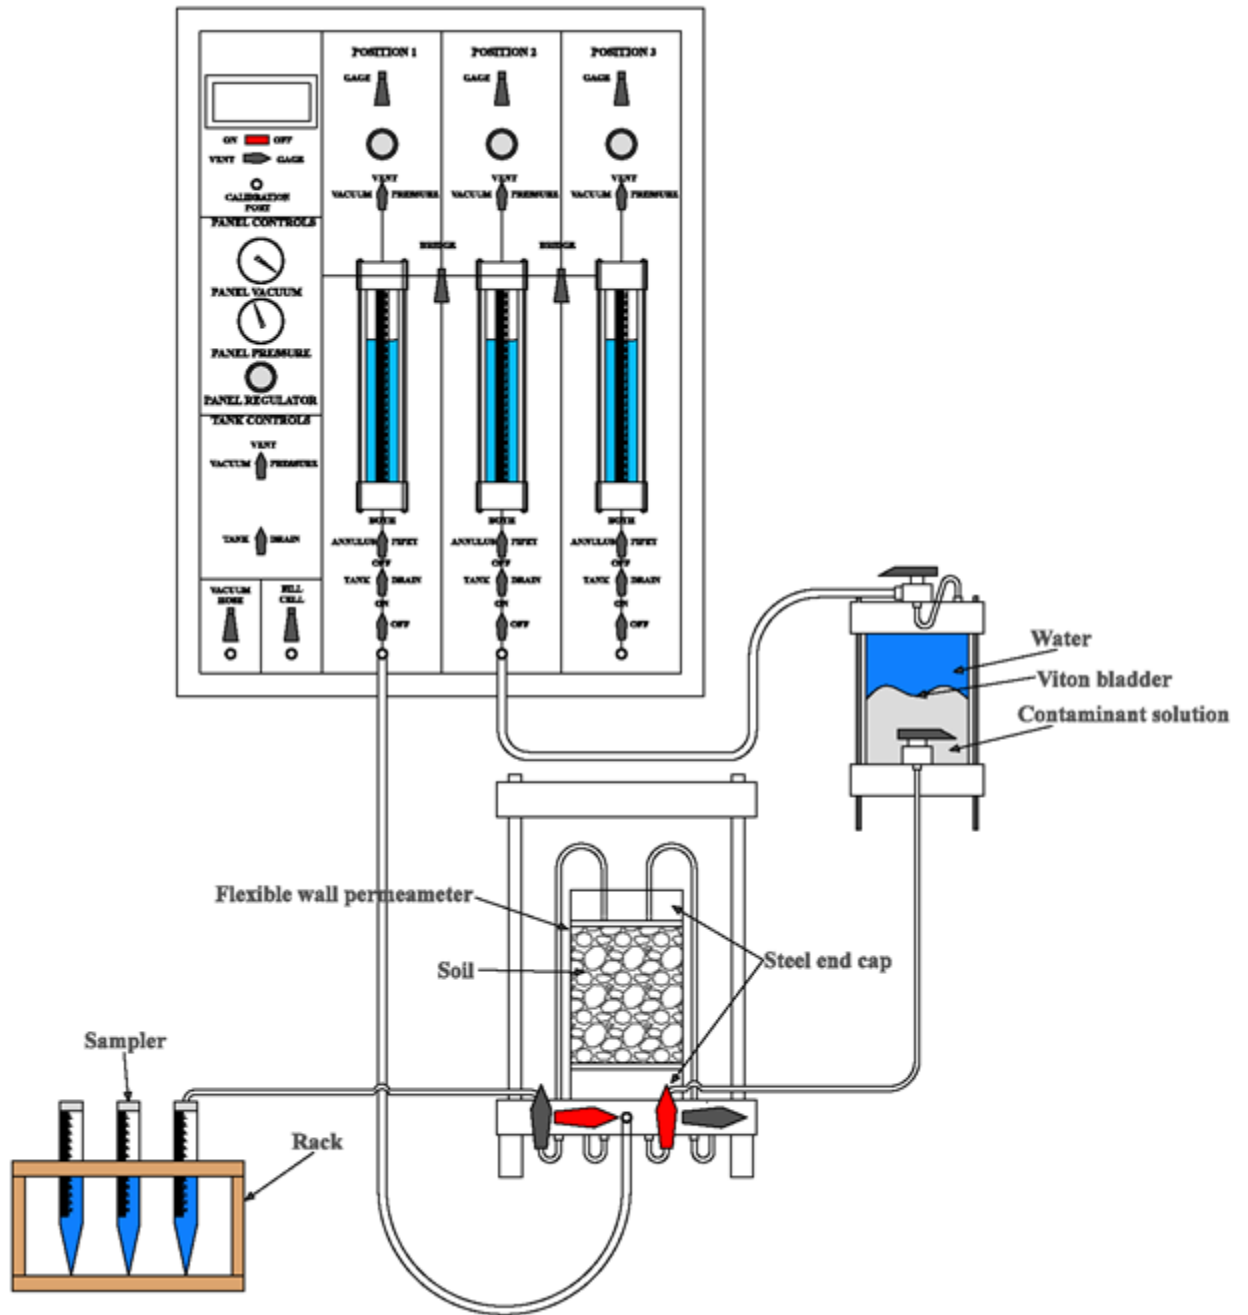 POSITION 1
GAGE
VENT
VACUUM PRESSURE
POSITION 2
GAGE
VENT
VACUUM PRESSURE
POSITION 3
GAGE
VENT
VACUUM PRESSURE
ON OFF
VENT GAGE
CALIBRATION
PORT
PANEL CONTROLS
PANEL VACUUM
PANEL PRESSURE
PANEL REGULATOR
TANK CONTROLS
VENT
VACUUM PRESSURE
TANK DRAIN
VACUUM
HOSE
FILL
CELL
BRIDGE
BRIDGE
BOTH
ANNULUS PIPET
OFF
TANK DRAIN
ON
OFF
BOTH
ANNULUS PIPET
OFF
TANK DRAIN
ON
OFF
BOTH
ANNULUS PIPET
OFF
TANK DRAIN
ON
OFF
Water
Viton bladder
Contaminant solution
Flexible wall permeameter
Soil
Steel end cap
Sampler
Rack